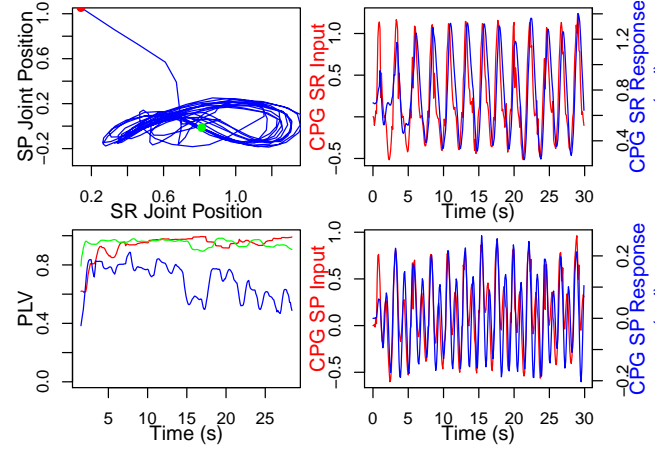 SP Joint Position
-0.2 0.2 0.6 1.0
0.2 0.6 1.0
SR Joint Position
CPG SR Input
-0.5 0.5
CPG SR Response
0.4 0.8 1.2
0 5 10 15 20 25 30
Time (s)
PLV
0.0 0.4 0.8
5 10 15 20 25
Time (s)
CPG SP Input
-0.5 0.0 0.5 1.0
CPG SP Response
-0.2 0.0 0.2
0 5 10 15 20 25 30
Time (s)